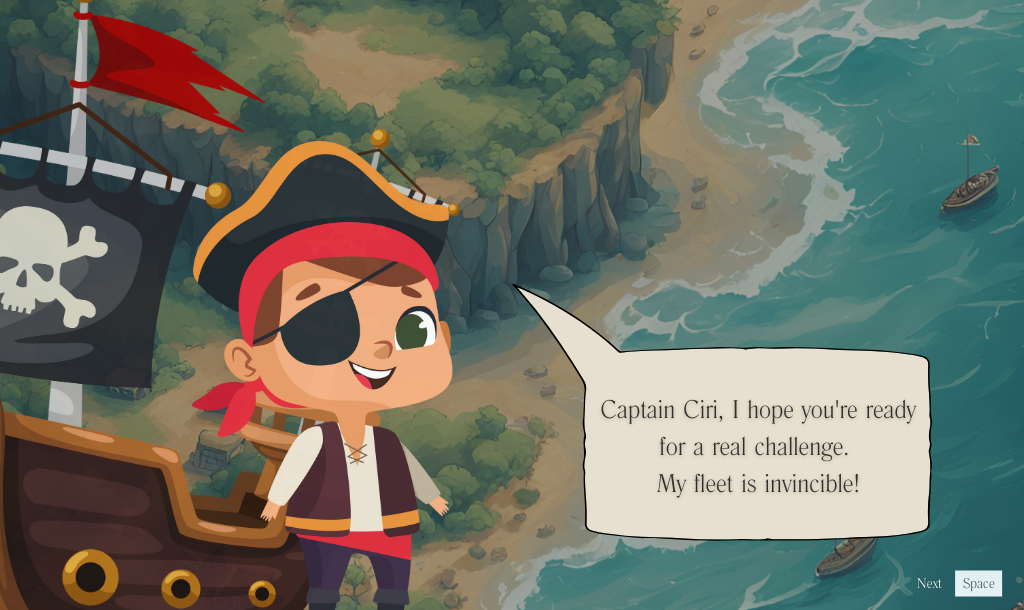 Captain Ciri, I hope you're ready
for a real challenge.
My fleet is invincible!
Next Space